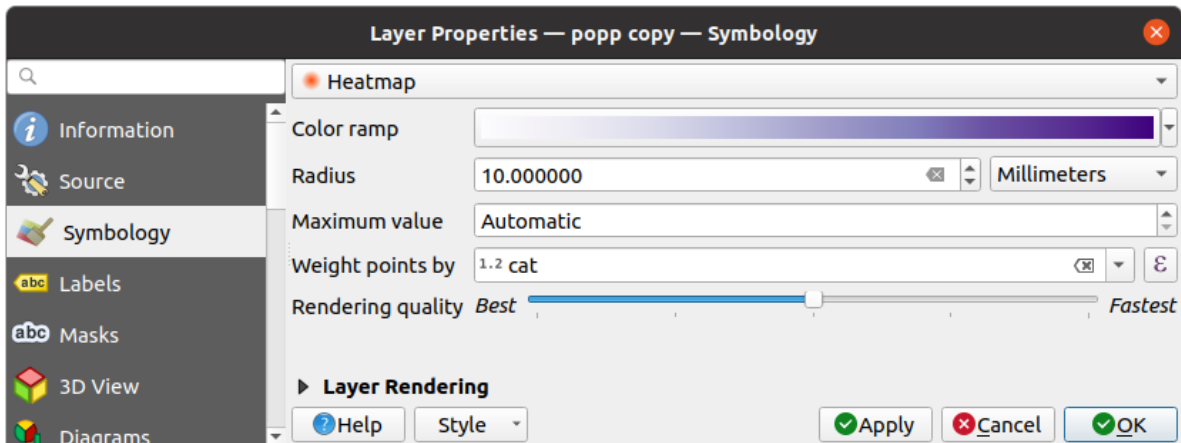 Layer Properties — popp copy — Symbology
Information
Source
Symbology
abc Labels
abc Masks
3D View
Diagrams
Heatmap
Color ramp
Radius 10.000000 Millimeters
Maximum value Automatic
Weight points by 1.2 cat ε
Rendering quality Best Fastest
Layer Rendering
Help Style Apply Cancel OK